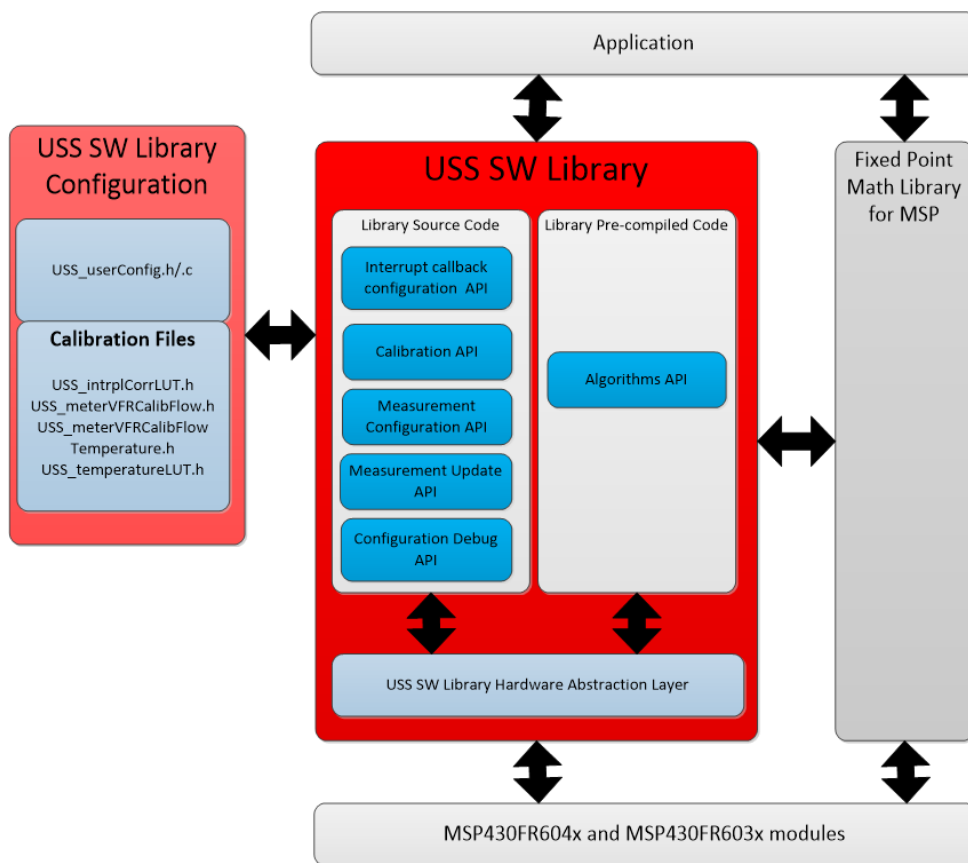 Application
USS SW Library
Configuration
USS_userConfig.h/.c
Calibration Files
USS_intrplCorrLUT.h
USS_meterVFRCalibFlow.h
USS_meterVFRCalibFlow
Temperature.h
USS_temperatureLUT.h
USS SW Library
Library Source Code
Interrupt callback
configuration API
Calibration API
Measurement
Configuration API
Measurement Update
API
Configuration Debug
API
Library Pre-compiled Code
Algorithms API
USS SW Library Hardware Abstraction Layer
Fixed Point
Math Library
for MSP
MSP430FR604x and MSP430FR603x modules